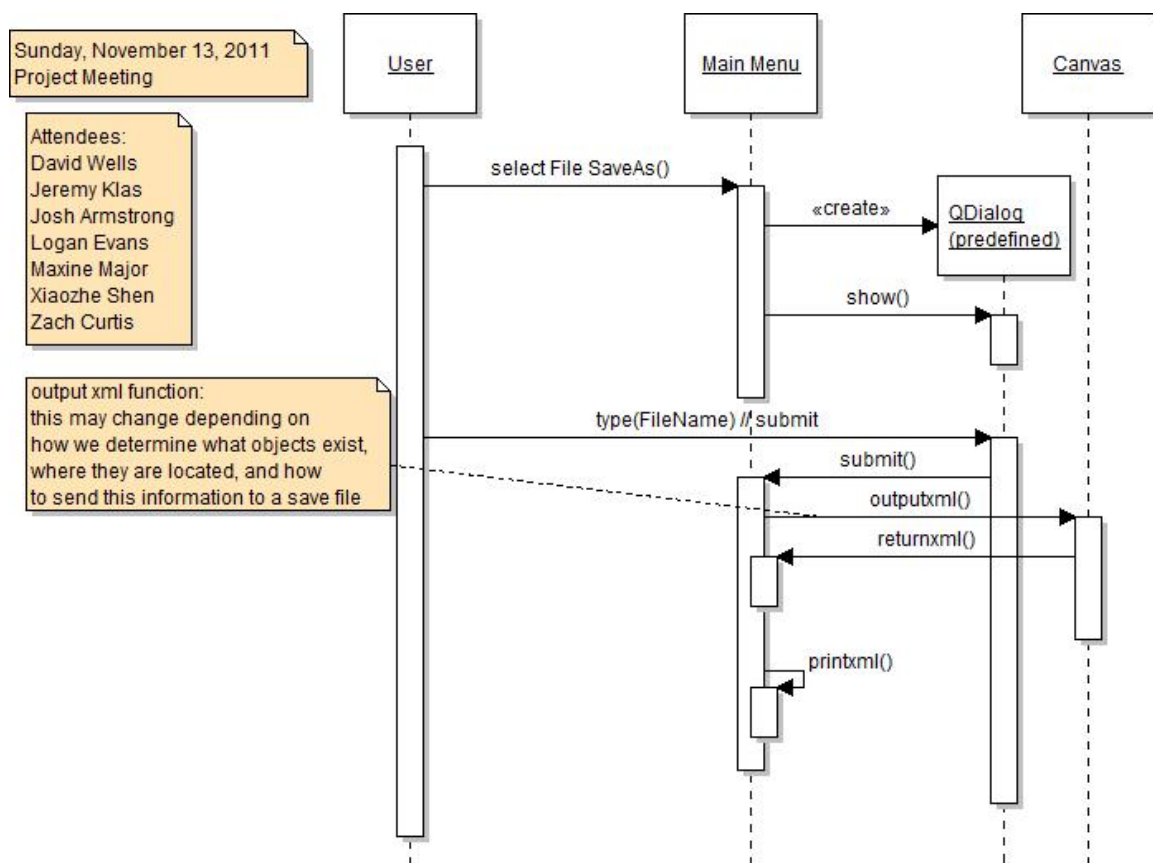 Sunday, November 13, 2011
Project Meeting
Attendees:
David Wells
Jeremy Klas
Josh Armstrong
Logan Evans
Maxine Major
Xiaozhe Shen
Zach Curtis
output xml function:
this may change depending on
how we determine what objects exist,
where they are located, and how
to send this information to a save file
User
Main Menu
Canvas
select File SaveAs()
«create»
QDialog
(predefined)
show()
type(FileName) // submit
submit()
outputxml()
returnxml()
printxml()